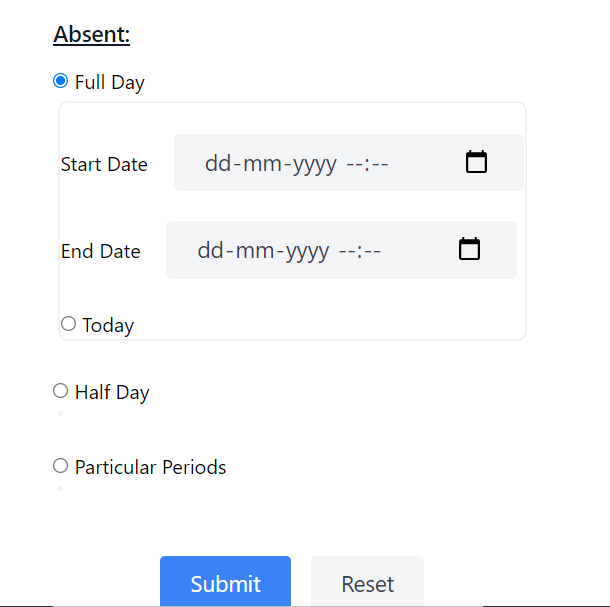 Absent:
Full Day
Start Date dd-mm-yyyy --:--
End Date dd-mm-yyyy --:--
Today
Half Day
Particular Periods
Submit Reset